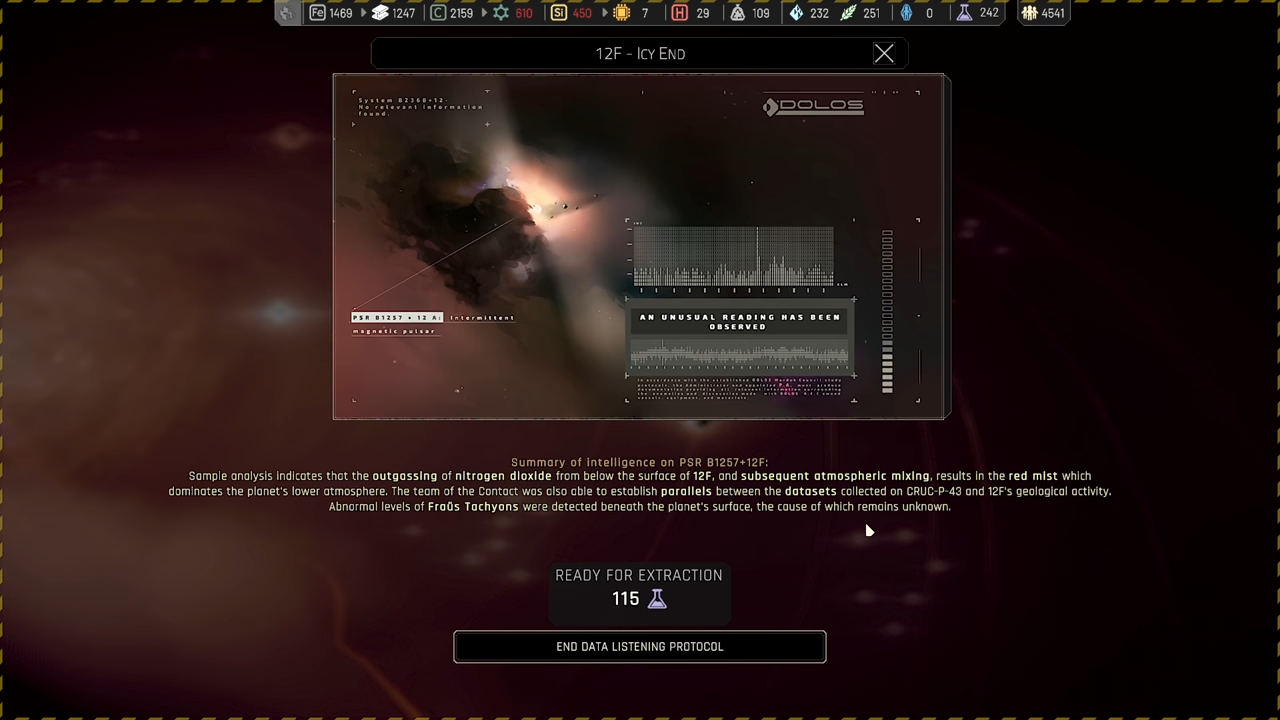 Fe 1469 1247 C 2159 610 Si 450 7 H 29 109 232 251 0 242 4541
12F - Icy End
System B2360+12-
No relevant information
found.
DOLOS
PSR B1257 + 12 A: Intermittent
magnetic pulsar
AN UNUSUAL READING HAS BEEN
OBSERVED
Summary of intelligence on PSR B1257+12F:
Sample analysis indicates that the outgassing of nitrogen dioxide from below the surface of 12F, and subsequent atmospheric mixing, results in the red mist which
dominates the planet's lower atmosphere. The team of the Contact was also able to establish parallels between the datasets collected on CRUC-P-43 and 12F's geological activity.
Abnormal levels of Fraüs Tachyons were detected beneath the planet's surface, the cause of which remains unknown.
READY FOR EXTRACTION
115
END DATA LISTENING PROTOCOL